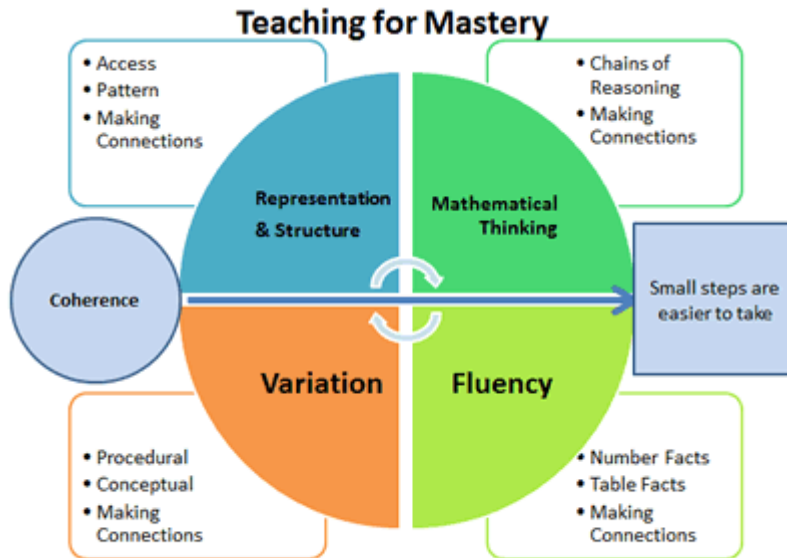 Teaching for Mastery
• Access
• Pattern
• Making
Connections
• Chains of
Reasoning
• Making
Connections
Representation
& Structure
Mathematical
Thinking
Coherence
Small steps are
easier to take
Variation
Fluency
• Procedural
• Conceptual
• Making
Connections
• Number Facts
• Table Facts
• Making
Connections